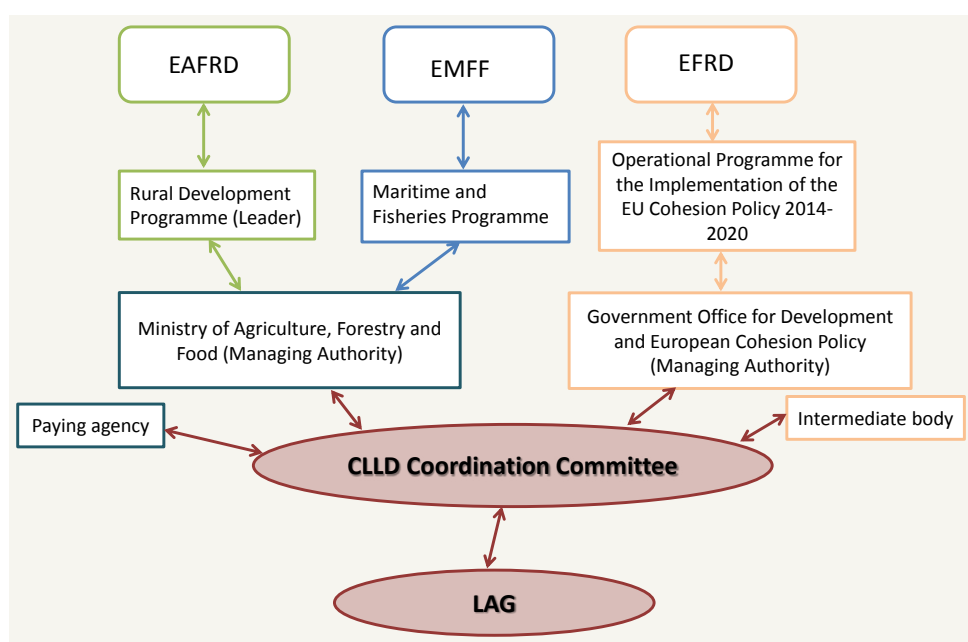 EAFRD
EMFF
EFRD
Rural Development
Programme (Leader)
Maritime and
Fisheries Programme
Operational Programme for
the Implementation of the
EU Cohesion Policy 2014-
2020
Ministry of Agriculture, Forestry and
Food (Managing Authority)
Government Office for Development
and European Cohesion Policy
(Managing Authority)
Paying agency
Intermediate body
CLLD Coordination Committee
LAG